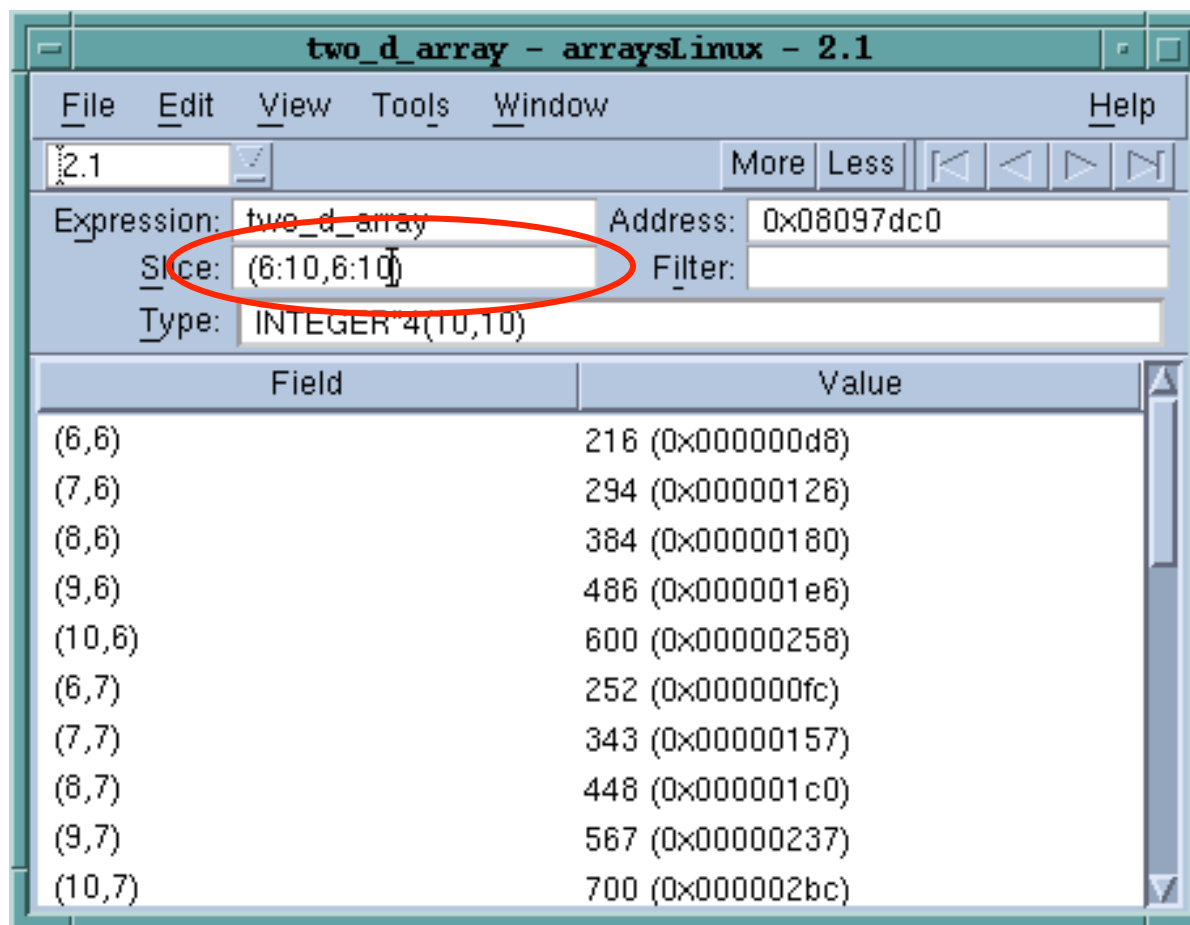 two_d_array - arraysLinux - 2.1
File Edit View Tools Window Help
2.1 More Less
Expression: two_d_array Address: 0x08097dc0
Slice: (6:10,6:10) Filter:
Type: INTEGER*4(10,10)
Field Value
(6,6) 216 (0x000000d8)
(7,6) 294 (0x00000126)
(8,6) 384 (0x00000180)
(9,6) 486 (0x000001e6)
(10,6) 600 (0x00000258)
(6,7) 252 (0x000000fc)
(7,7) 343 (0x00000157)
(8,7) 448 (0x000001c0)
(9,7) 567 (0x00000237)
(10,7) 700 (0x000002bc)